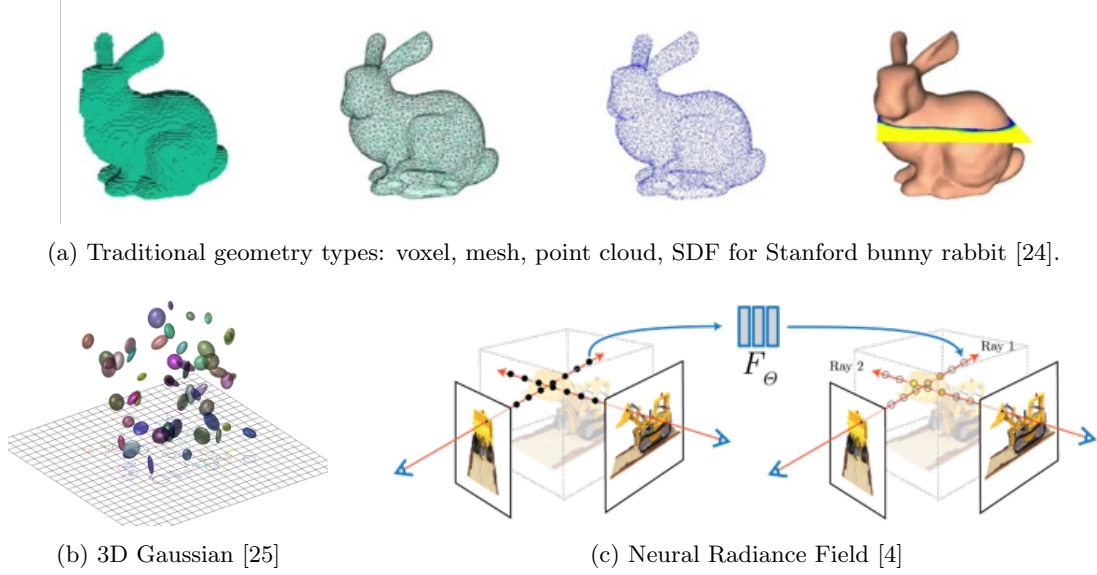 (a) Traditional geometry types: voxel, mesh, point cloud, SDF for Stanford bunny rabbit [24].
F_Θ
Ray 1
Ray 2
(b) 3D Gaussian [25]
(c) Neural Radiance Field [4]